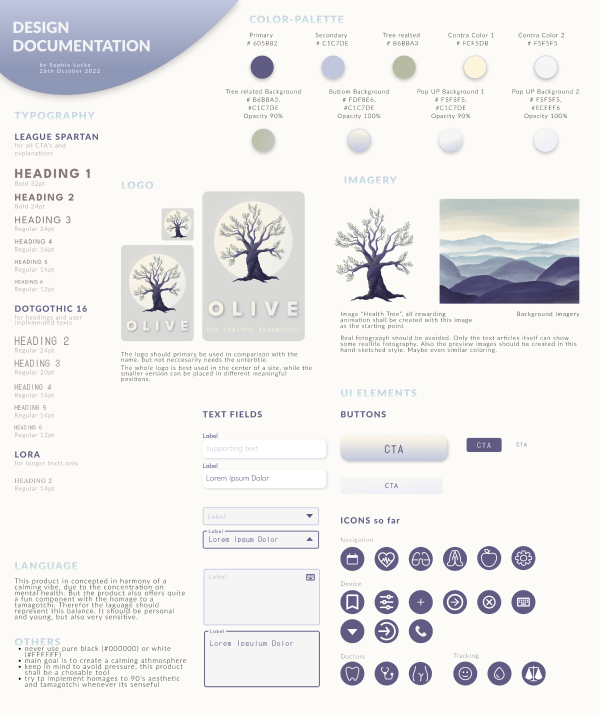 DESIGN
DOCUMENTATION
by Sophie Lucke
26th October 2022
COLOR-PALETTE
Primary
# 605B82
Secondary
# C1C7DE
Tree realted
# B6BBA3
Contra Color 1
# FCF5DB
Contra Color 2
# F5F5F5
Tree related Background
# B6BBA3,
#C1C7DE
Opacity 90%
Buttom Background
# FDF8E6,
#C1C7DE
Opacity 100%
Pop UP Background 1
# F5F5F5,
#C1C7DE
Opacity 90%
Pop UP Background 2
# F5F5F5,
#ECEEF6
Opacity 100%
TYPOGRAPHY
LEAGUE SPARTAN
for all CTA's and
explanations
HEADING 1
Bold 32pt
HEADING 2
Bold 24pt
HEADING 3
Regular 24pt
HEADING 4
Regular 16pt
HEADING 5
Regular 14pt
HEADING 6
Regular 12pt
DOTGOTHIC 16
for headings and user
implemented texts
HEADING 2
Regular 24pt
HEADING 3
Regular 20pt
HEADING 4
Regular 16pt
HEADING 5
Regular 14pt
HEADING 6
Regular 12pt
LORA
for longer texts only
HEADING 2
Regular 14pt
LOGO
OLIVE
OLIVE
the health tamagotchi
The logo should primary be used in comparison with the
name, but not neccesarily needs the untertitle.
The whole logo is best used in the center of a site, while the
smaller version can be placed in different meaningful
positions.
IMAGERY
Image "Health Tree", all rewarding
animation shall be created with this image
as the starting point
Background imagery
Real fotograpyh should be avoided. Only the text articles itself can show
some reallife fotography. Also the preview images should be created in this
hand-sketched style. Maybe even similar coloring.
UI ELEMENTS
TEXT FIELDS
Label
supporting text
Label
Lorem Ipsum Dolor
Label
Label
Lorem Ipsum Dolor
Label
Label
Lorem Ipsulum Dolor
BUTTONS
CTA
CTA
CTA
CTA
ICONS so far
Navigation
Device
Doctors
Tracking
LANGUAGE
This product in concepted in harmony of a
calming vibe, due to the concentration on
mental health. But the product also offers quite
a fun component with the homage to a
tamagotchi. Therefor the laguage should
represent this balance. It should be personal
and young, but also very sensitive.
OTHERS
• never use pure black (#000000) or white
(#FFFFFF)
• main goal is to create a calming athmosphere
• keep in mind to avoid pressure, this product
shall be a chosable tool
• try tp implement homages to 90's aesthetic
and tamagotchi whenever its senseful